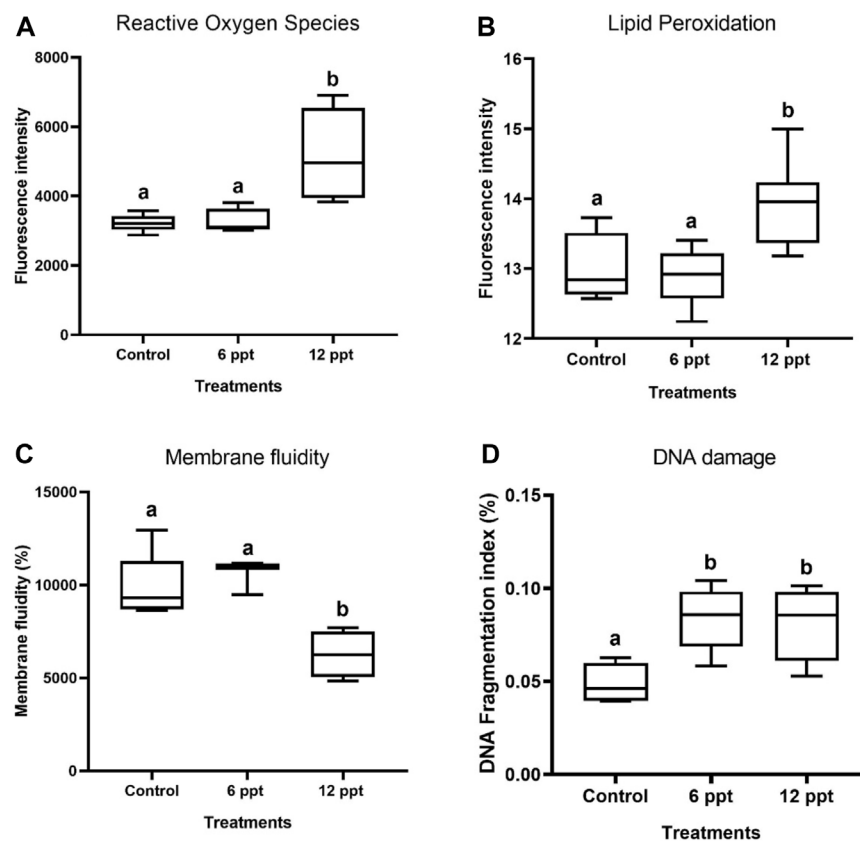 A
Reactive Oxygen Species
8000
6000
4000
2000
0
Fluorescence intensity
a
a
b
Control
6 ppt
12 ppt
Treatments
B
Lipid Peroxidation
16
15
14
13
12
Fluorescence intensity
a
a
b
Control
6 ppt
12 ppt
Treatments
C
Membrane fluidity
15000
10000
5000
0
Membrane fluidity (%)
a
a
b
Control
6 ppt
12 ppt
Treatments
D
DNA damage
0.15
0.10
0.05
0.00
DNA Fragmentation index (%)
a
b
b
Control
6 ppt
12 ppt
Treatments